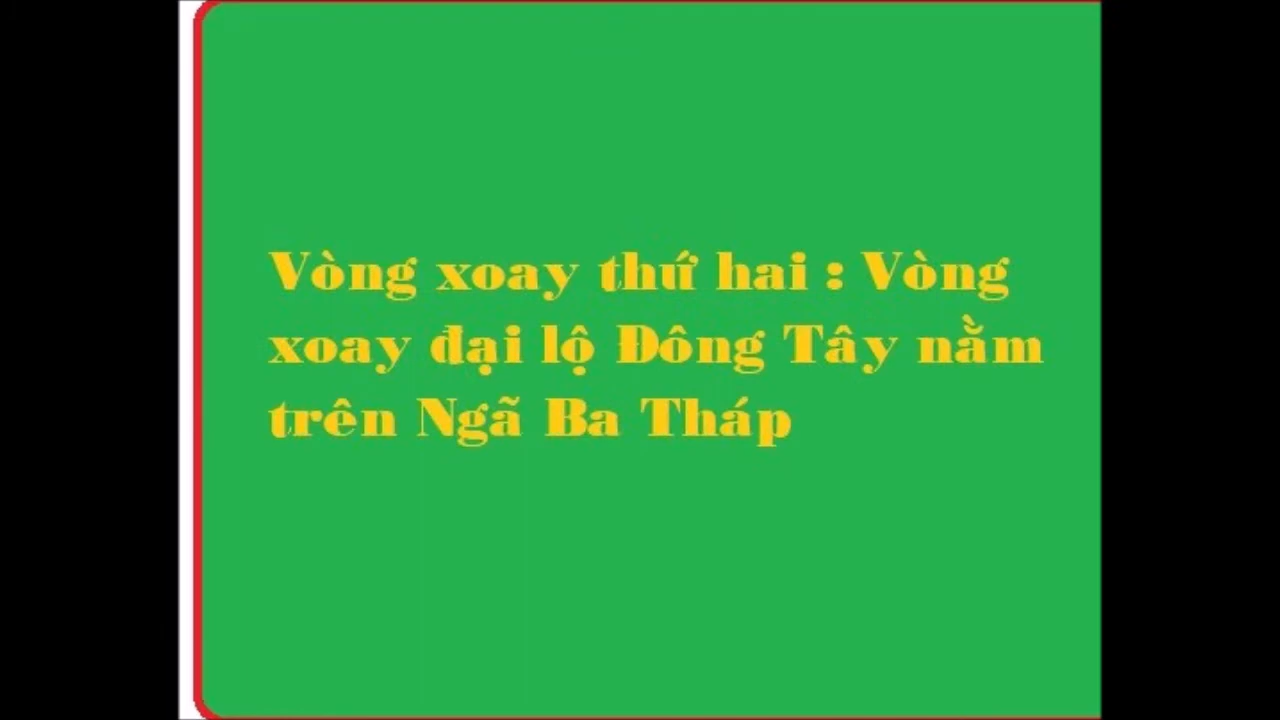 Vòng xoay thứ hai : Vòng
xoay đại lộ Đông Tây nằm
trên Ngã Ba Tháp